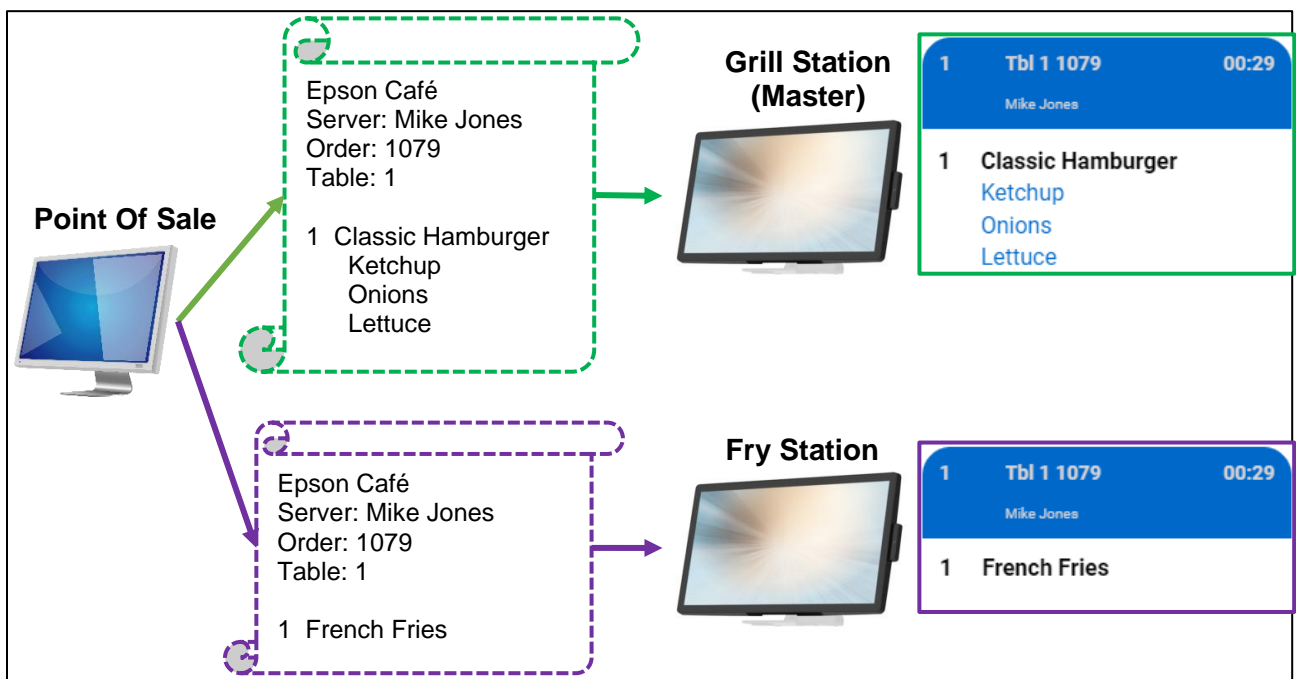 Point Of Sale
Epson Café
Server: Mike Jones
Order: 1079
Table: 1
1 Classic Hamburger
Ketchup
Onions
Lettuce
Grill Station
(Master)
1 Tbl 1 1079 00:29
Mike Jones
1 Classic Hamburger
Ketchup
Onions
Lettuce
Epson Café
Server: Mike Jones
Order: 1079
Table: 1
1 French Fries
Fry Station
1 Tbl 1 1079 00:29
Mike Jones
1 French Fries